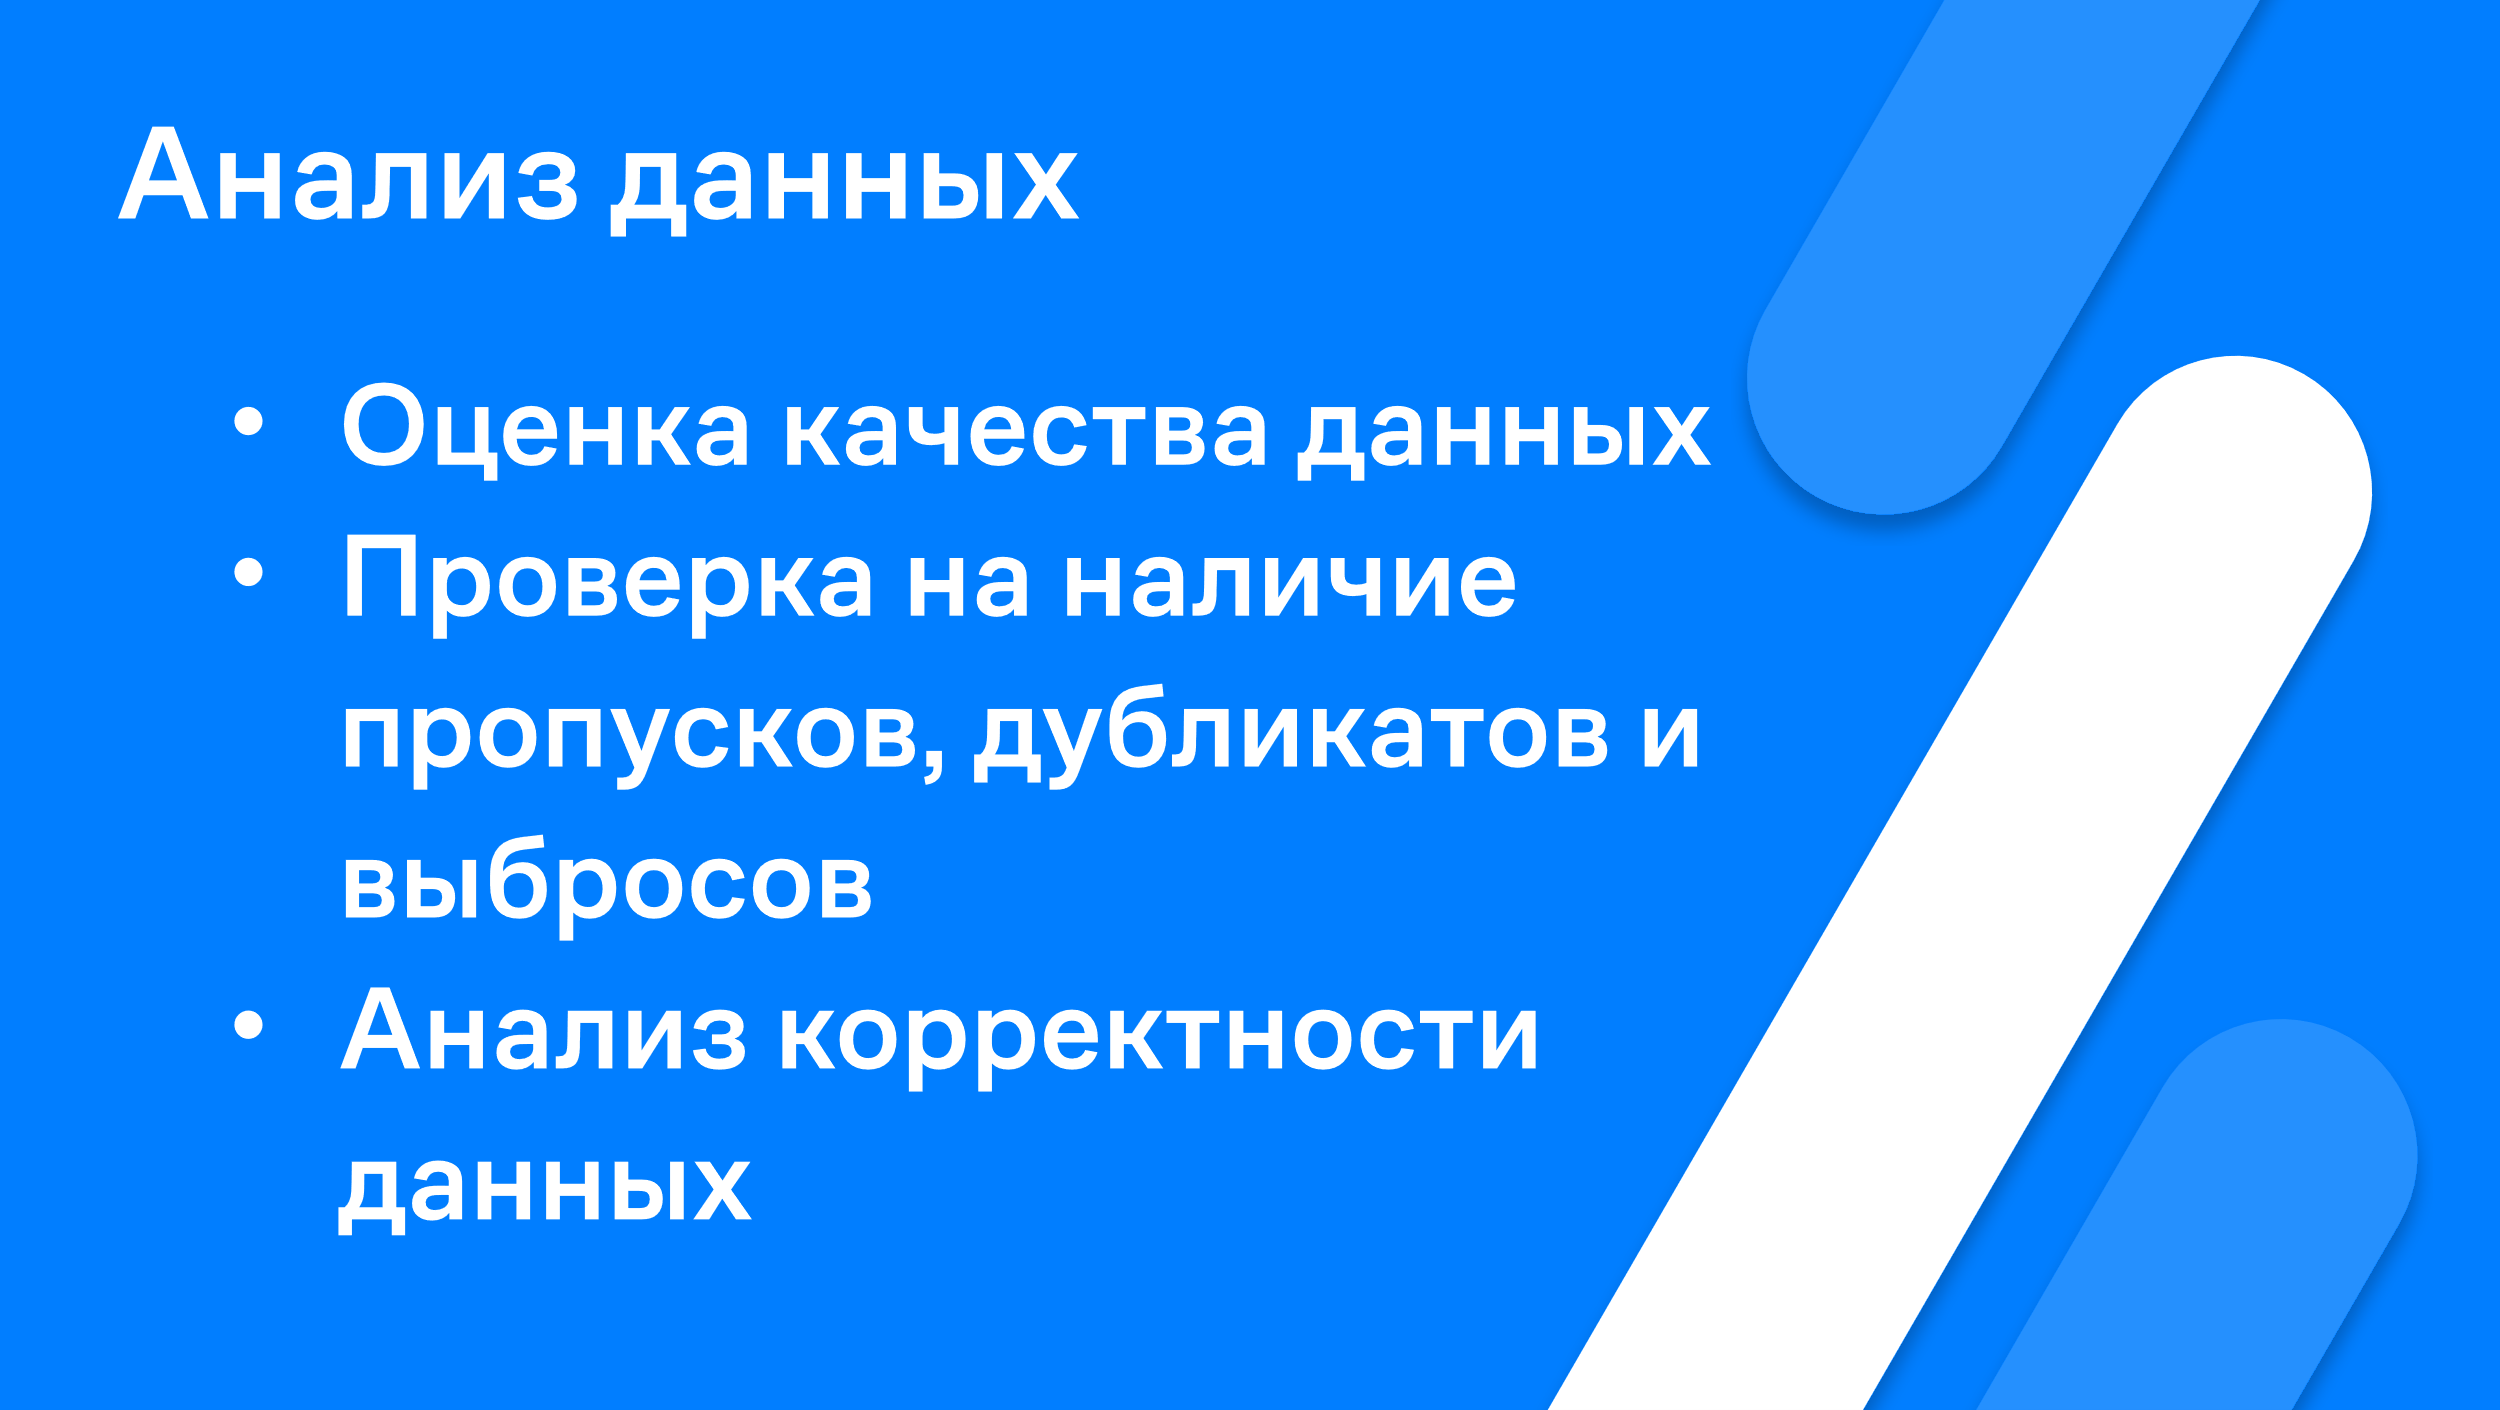 Анализ данных
• Оценка качества данных
• Проверка на наличие
пропусков, дубликатов и
выбросов
• Анализ корректности
данных